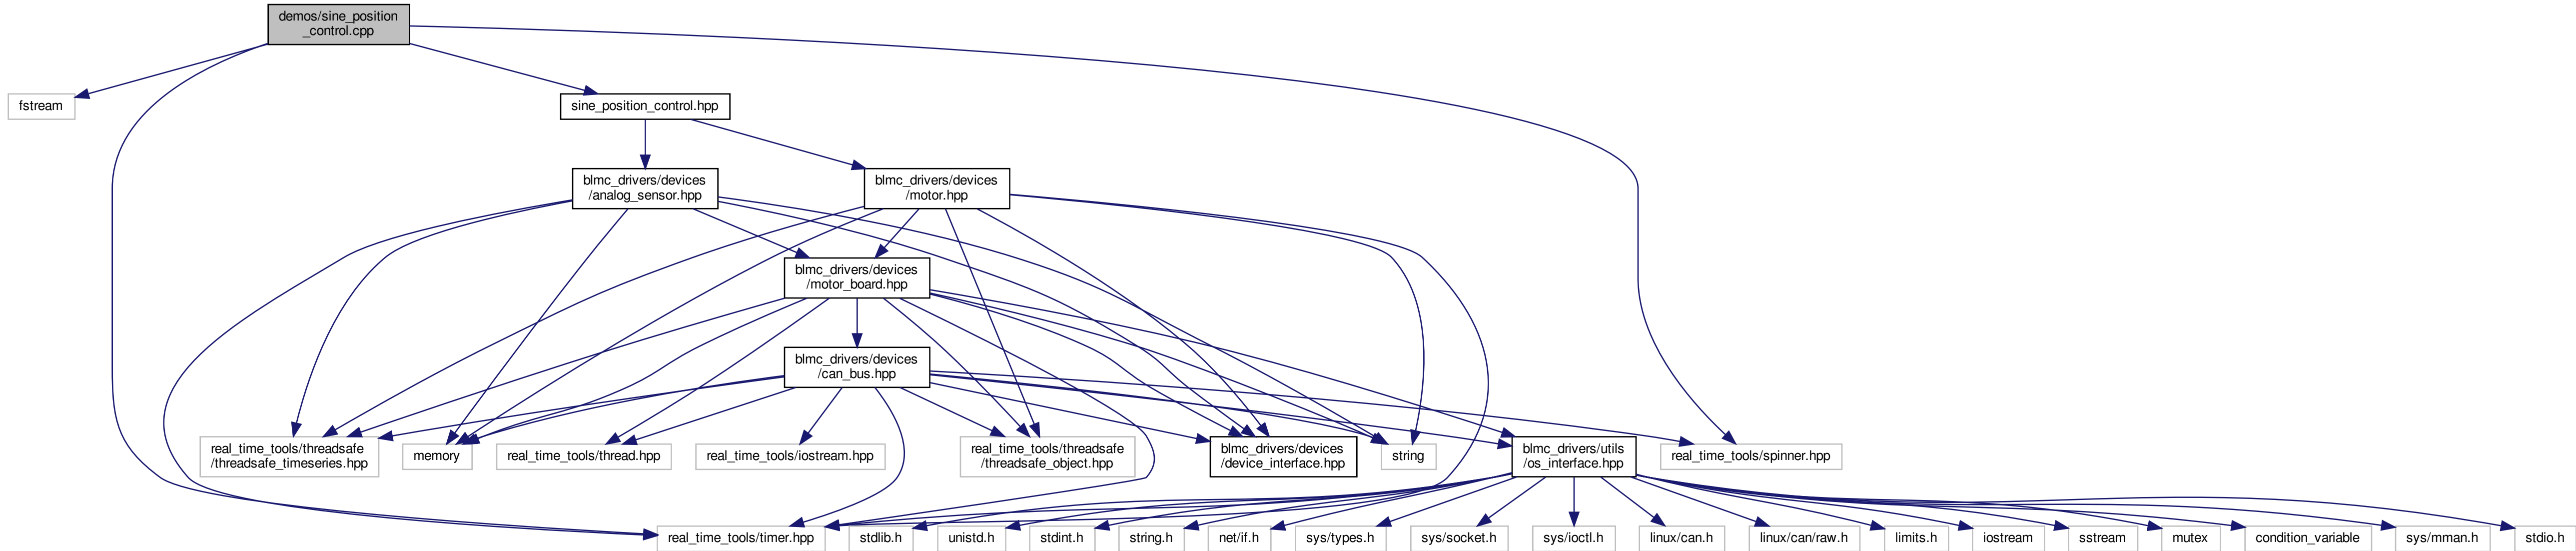 demos/sine_position
_control.cpp
fstream
sine_position_control.hpp
blmc_drivers/devices
/analog_sensor.hpp
blmc_drivers/devices
/motor.hpp
blmc_drivers/devices
/motor_board.hpp
blmc_drivers/devices
/can_bus.hpp
real_time_tools/threadsafe
/threadsafe_timeseries.hpp
memory
real_time_tools/thread.hpp
real_time_tools/iostream.hpp
real_time_tools/threadsafe
/threadsafe_object.hpp
blmc_drivers/devices
/device_interface.hpp
string
blmc_drivers/utils
/os_interface.hpp
real_time_tools/spinner.hpp
real_time_tools/timer.hpp
stdlib.h
unistd.h
stdint.h
string.h
net/if.h
sys/types.h
sys/socket.h
sys/ioctl.h
linux/can.h
linux/can/raw.h
limits.h
iostream
sstream
mutex
condition_variable
sys/mman.h
stdio.h